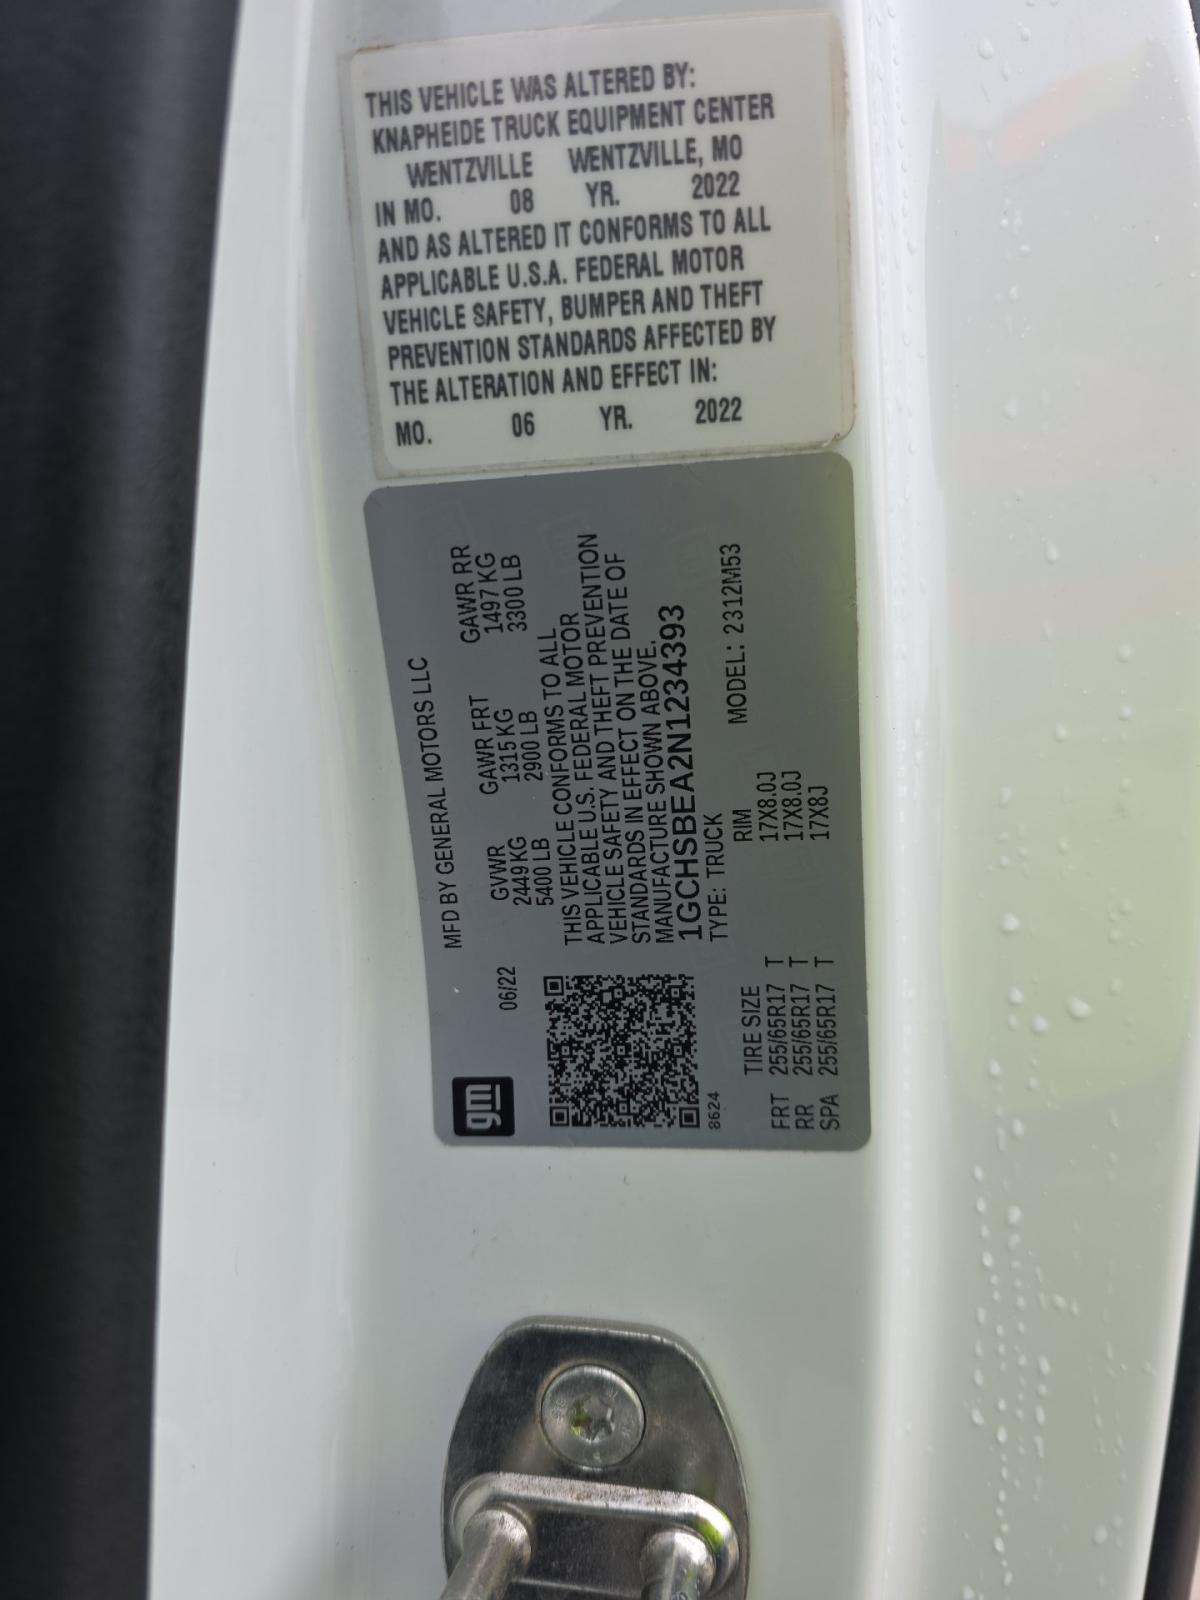 THIS VEHICLE WAS ALTERED BY:
KNAPHEIDE TRUCK EQUIPMENT CENTER
WENTZVILLE WENTZVILLE, MO
IN MO. 08 YR. 2022
AND AS ALTERED IT CONFORMS TO ALL
APPLICABLE U.S.A. FEDERAL MOTOR
VEHICLE SAFETY, BUMPER AND THEFT
PREVENTION STANDARDS AFFECTED BY
THE ALTERATION AND EFFECT IN:
MO. 06 YR. 2022
gm
MFD BY GENERAL MOTORS LLC
06/22
GVWR GAWR FRT GAWR RR
2449 KG 1315 KG 1497 KG
5400 LB 2900 LB 3300 LB
THIS VEHICLE CONFORMS TO ALL
APPLICABLE U.S. FEDERAL MOTOR
VEHICLE SAFETY AND THEFT PREVENTION
STANDARDS IN EFFECT ON THE DATE OF
MANUFACTURE SHOWN ABOVE.
1GCHSBEA2N1234393
8624
TYPE: TRUCK MODEL: 2312M53
TIRE SIZE RIM
FRT 255/65R17 T 17X8.0J
RR 255/65R17 T 17X8.0J
SPA 255/65R17 T 17X8J